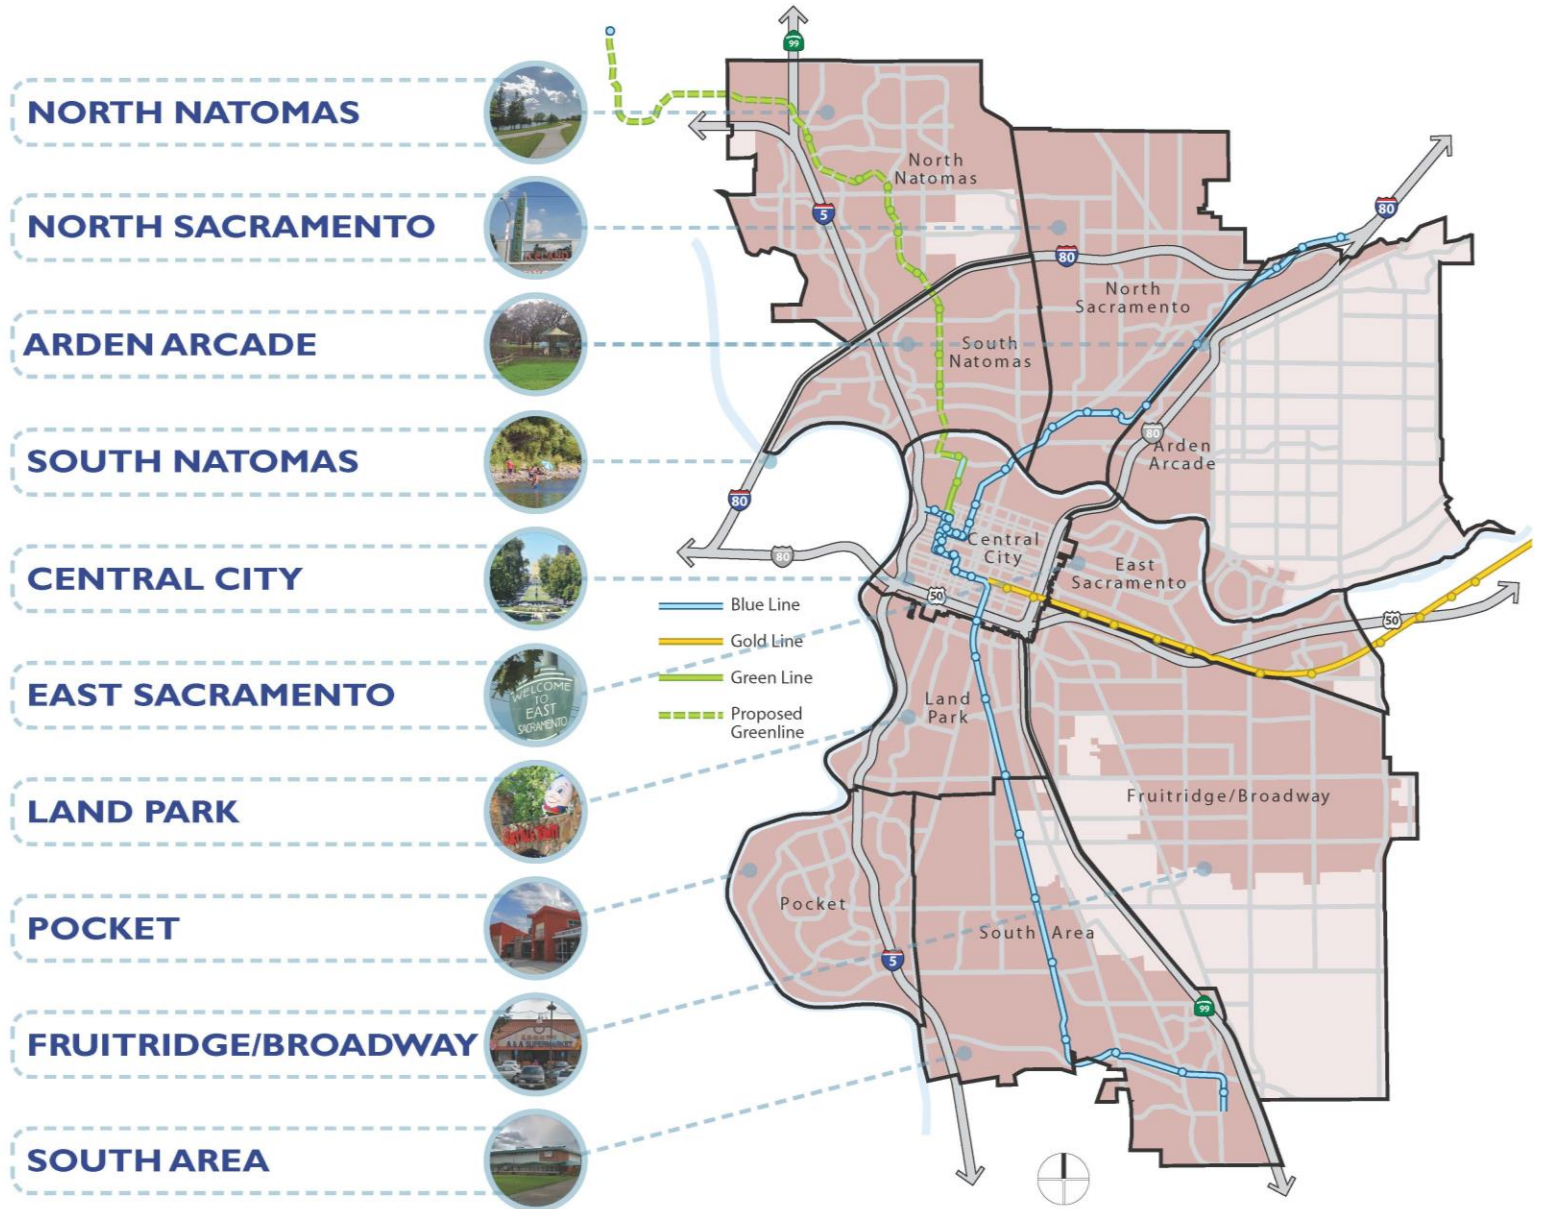 NORTH NATOMAS
NORTH SACRAMENTO
ARDEN ARCADE
SOUTH NATOMAS
CENTRAL CITY
EAST SACRAMENTO
WELCOME
TO
EAST
SACRAMENTO
LAND PARK
POCKET
FRUITRIDGE/BROADWAY
A & A SUPERMARKET
SOUTH AREA
99
North
Natomas
5
80
80
North
Sacramento
South
Natomas
80
Arden
Arcade
80
80
Central
City
East
Sacramento
50
50
Blue Line
Gold Line
Green Line
Proposed
Greenline
Land
Park
Fruitridge/Broadway
Pocket
South Area
5
99